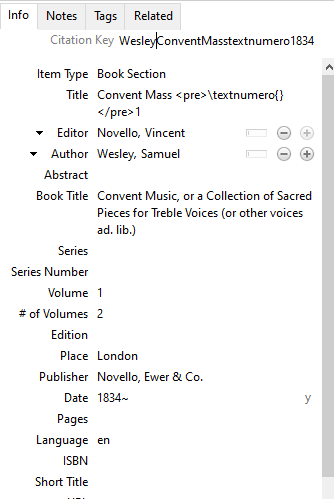 Info Notes Tags Related
Citation Key WesleyConventMasstextnumero1834
Item Type Book Section
Title Convent Mass <pre>\textnumero{}
</pre>1
Editor Novello, Vincent
Author Wesley, Samuel
Abstract
Book Title Convent Music, or a Collection of Sacred
Pieces for Treble Voices (or other voices
ad. lib.)
Series
Series Number
Volume 1
# of Volumes 2
Edition
Place London
Publisher Novello, Ewer & Co.
Date 1834~ y
Pages
Language en
ISBN
Short Title